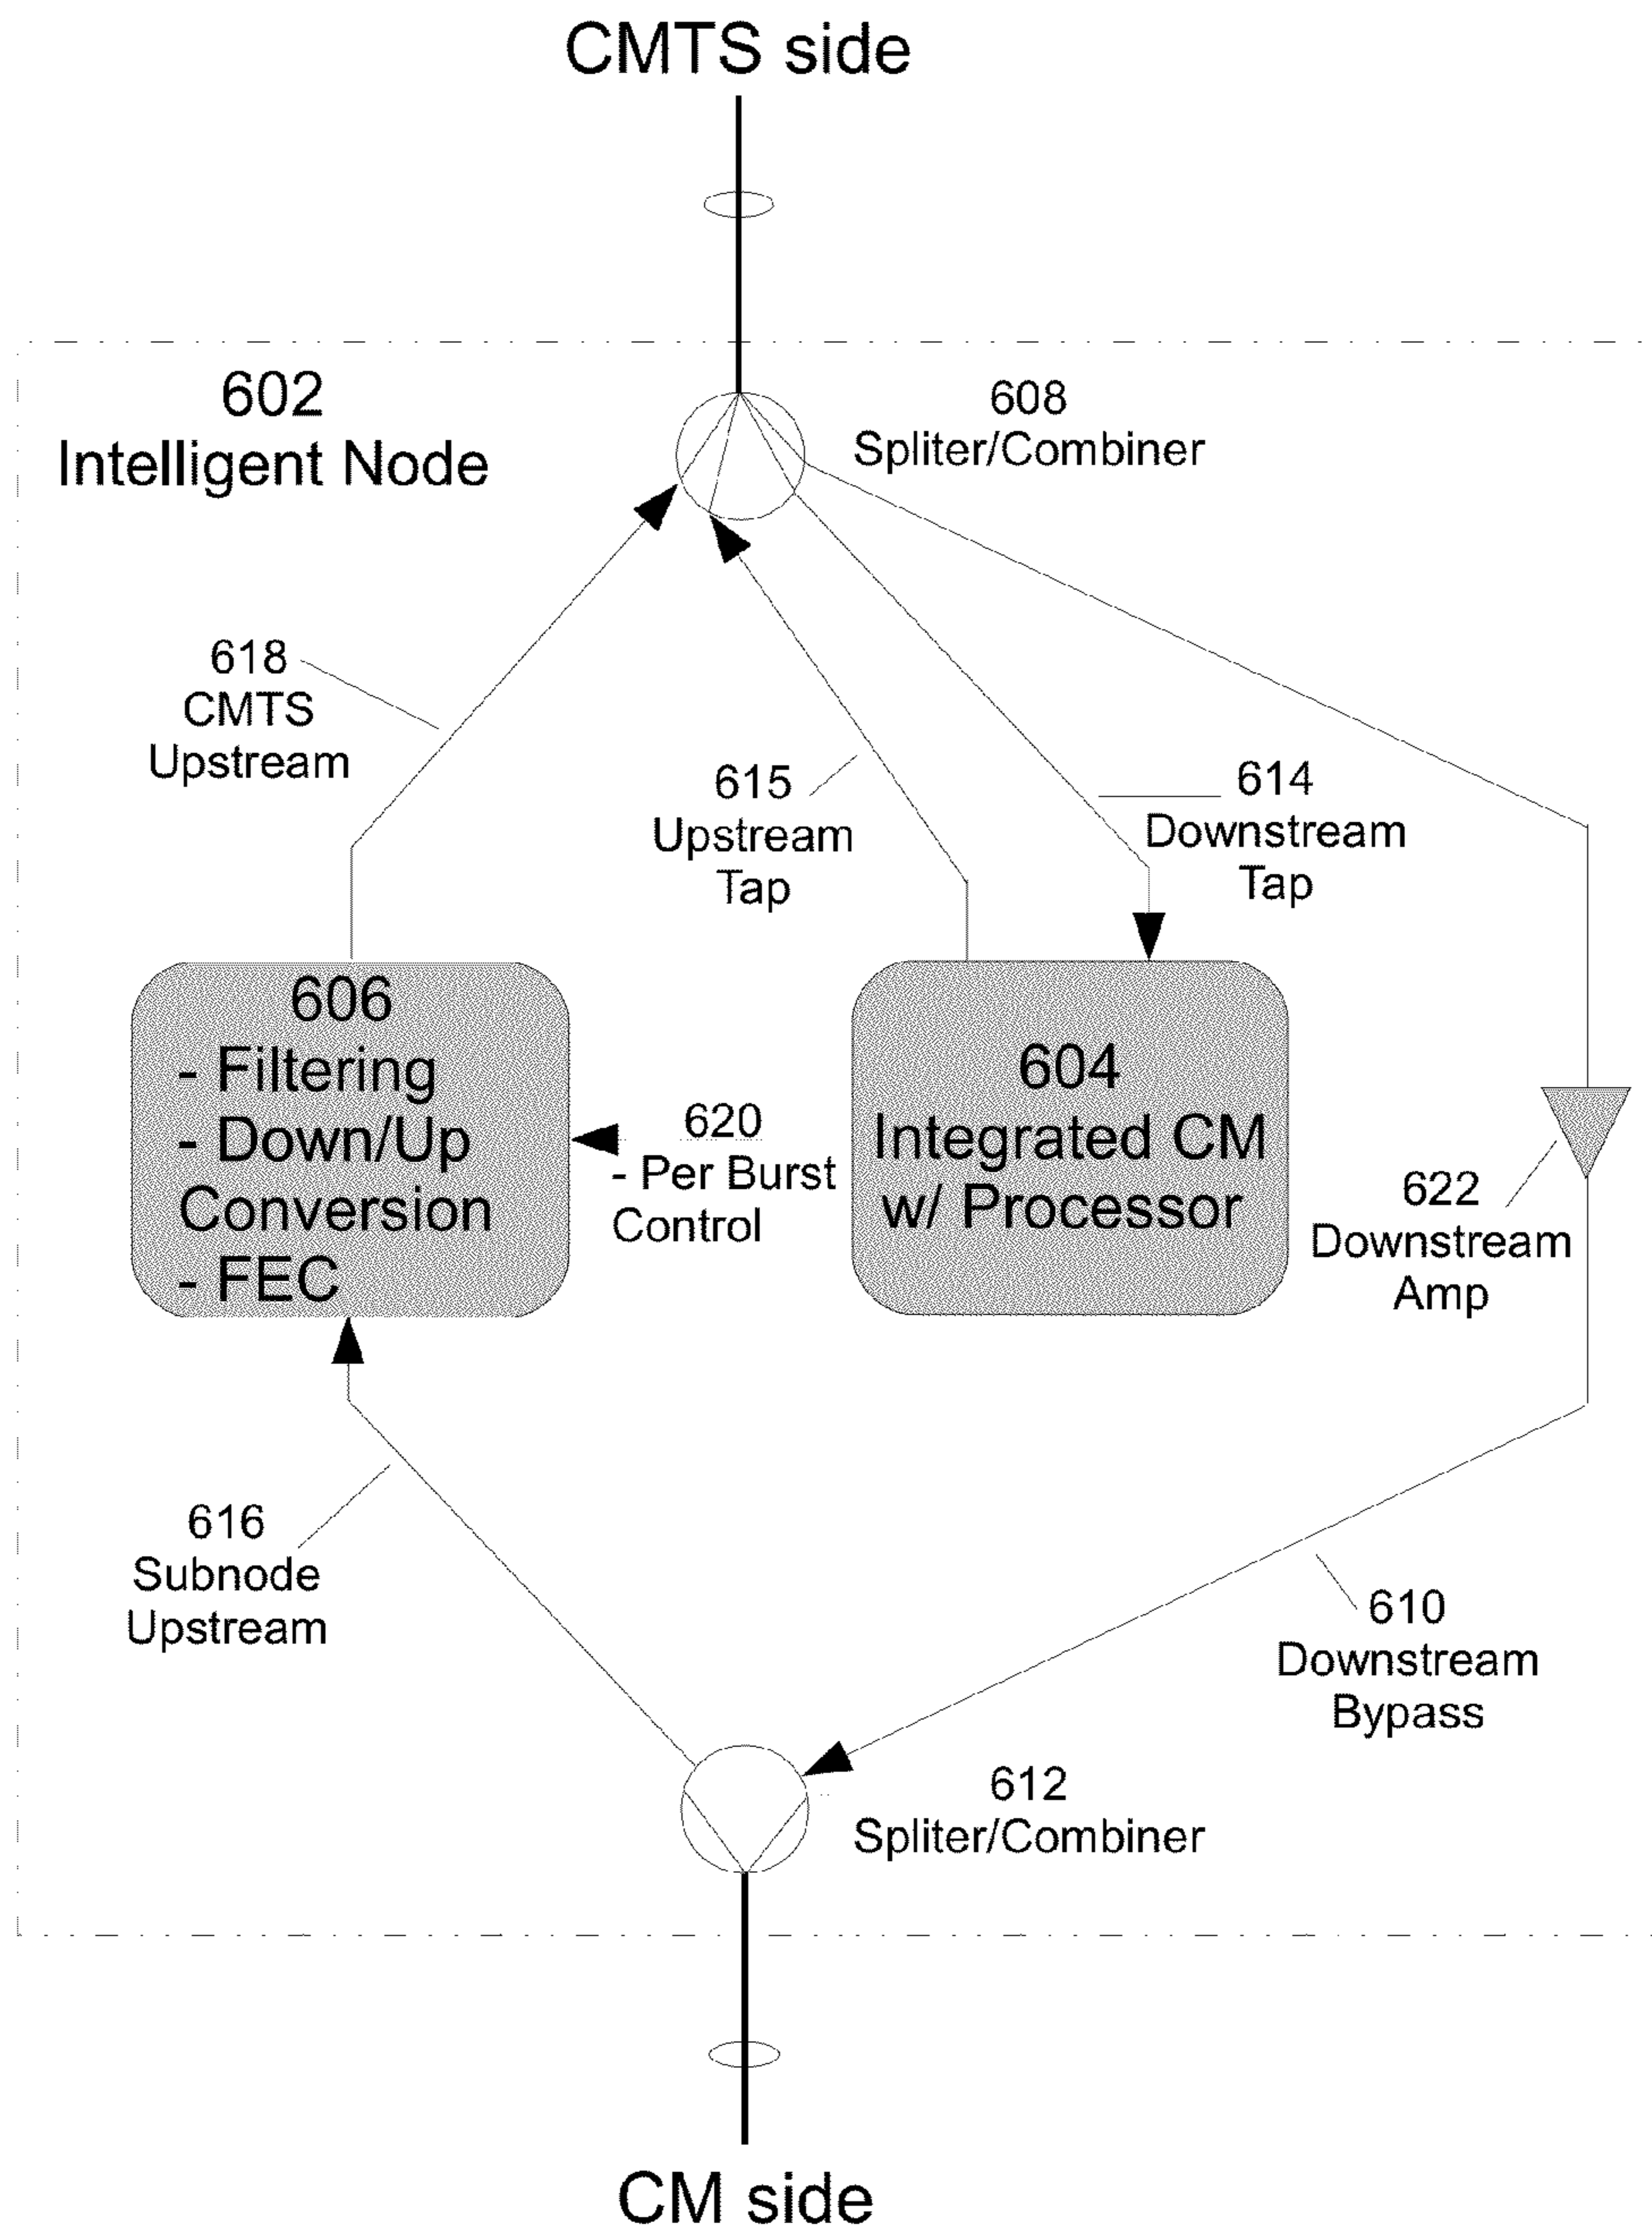 CMTS side
602
Intelligent Node
608
Spliter/Combiner
618
CMTS
Upstream
615
Upstream
Tap
614
Downstream
Tap
606
- Filtering
- Down/Up
Conversion
- FEC
620
- Per Burst
Control
604
Integrated CM
w/ Processor
622
Downstream
Amp
616
Subnode
Upstream
610
Downstream
Bypass
612
Spliter/Combiner
CM side